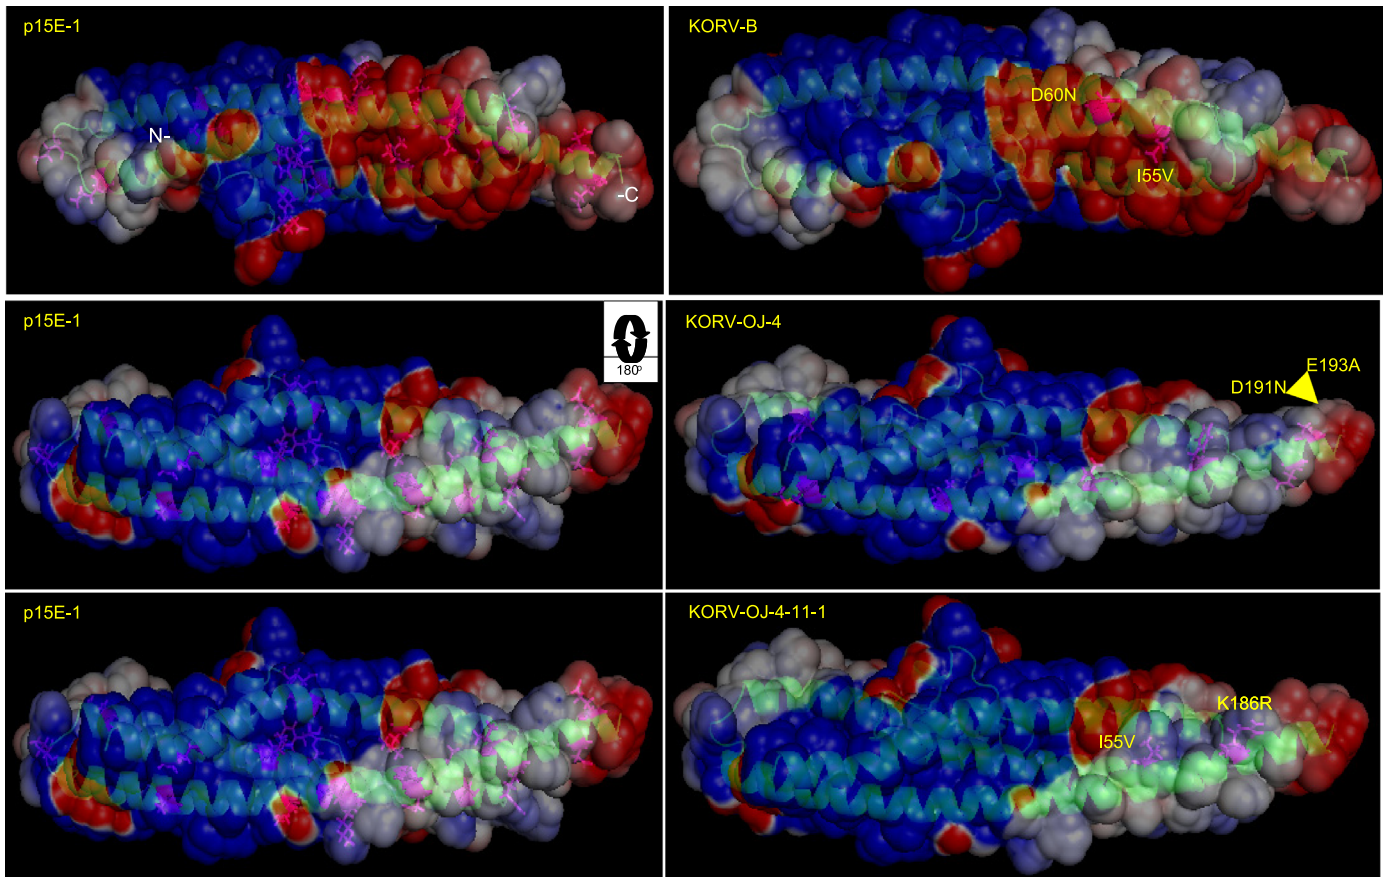 p15E-1
N-
-C
KORV-B
D60N
I55V
p15E-1
180º
KORV-OJ-4
E193A
D191N
p15E-1
KORV-OJ-4-11-1
K186R
I55V